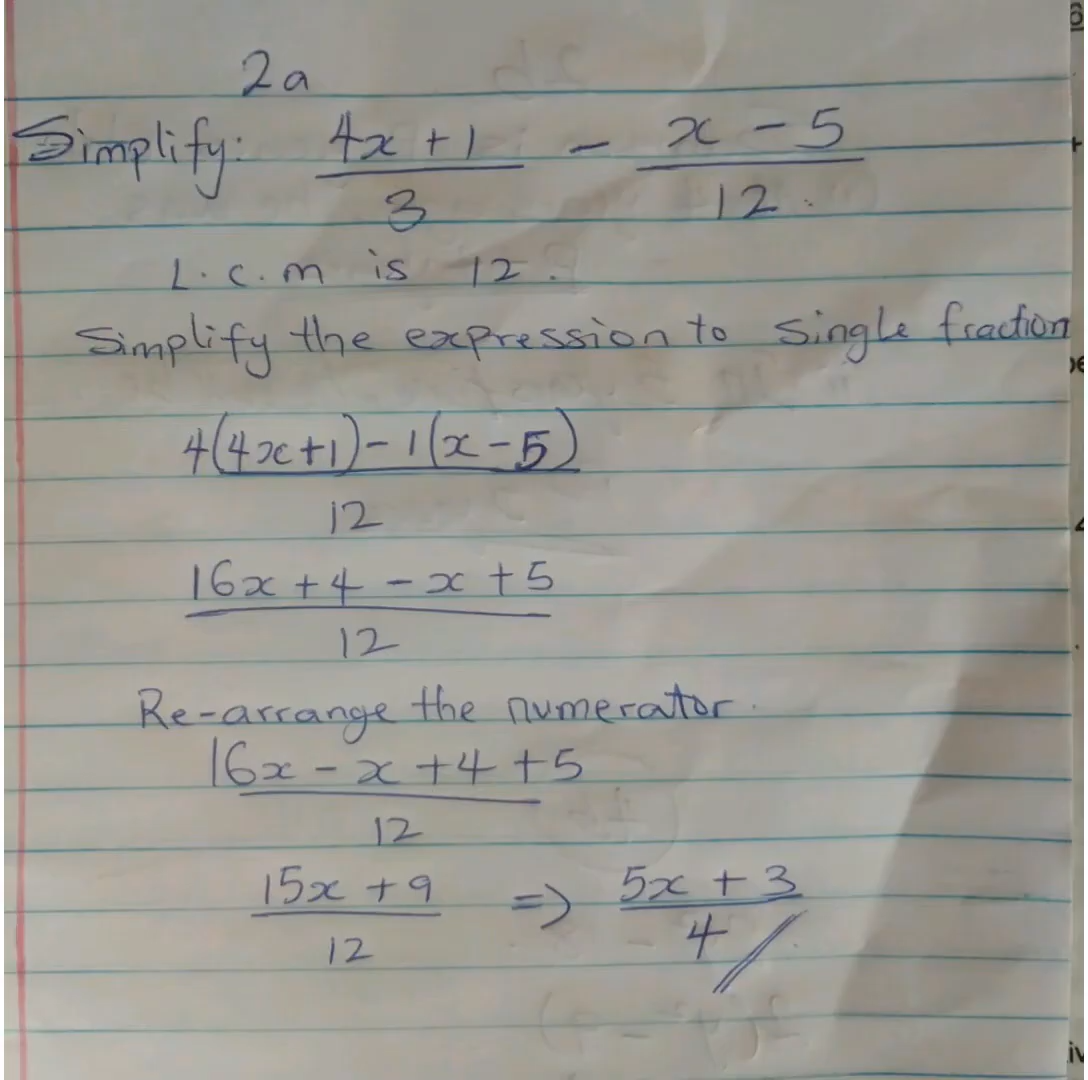 2a
Simplify: (4x + 1)/3 - (x - 5)/12.
L.c.m is 12.
Simplify the expression to single fraction
(4(4x+1)-1(x-5))/12
(16x + 4 - x + 5)/12
Re-arrange the numerator.
(16x - x + 4 + 5)/12
(15x + 9)/12 => (5x + 3)/4